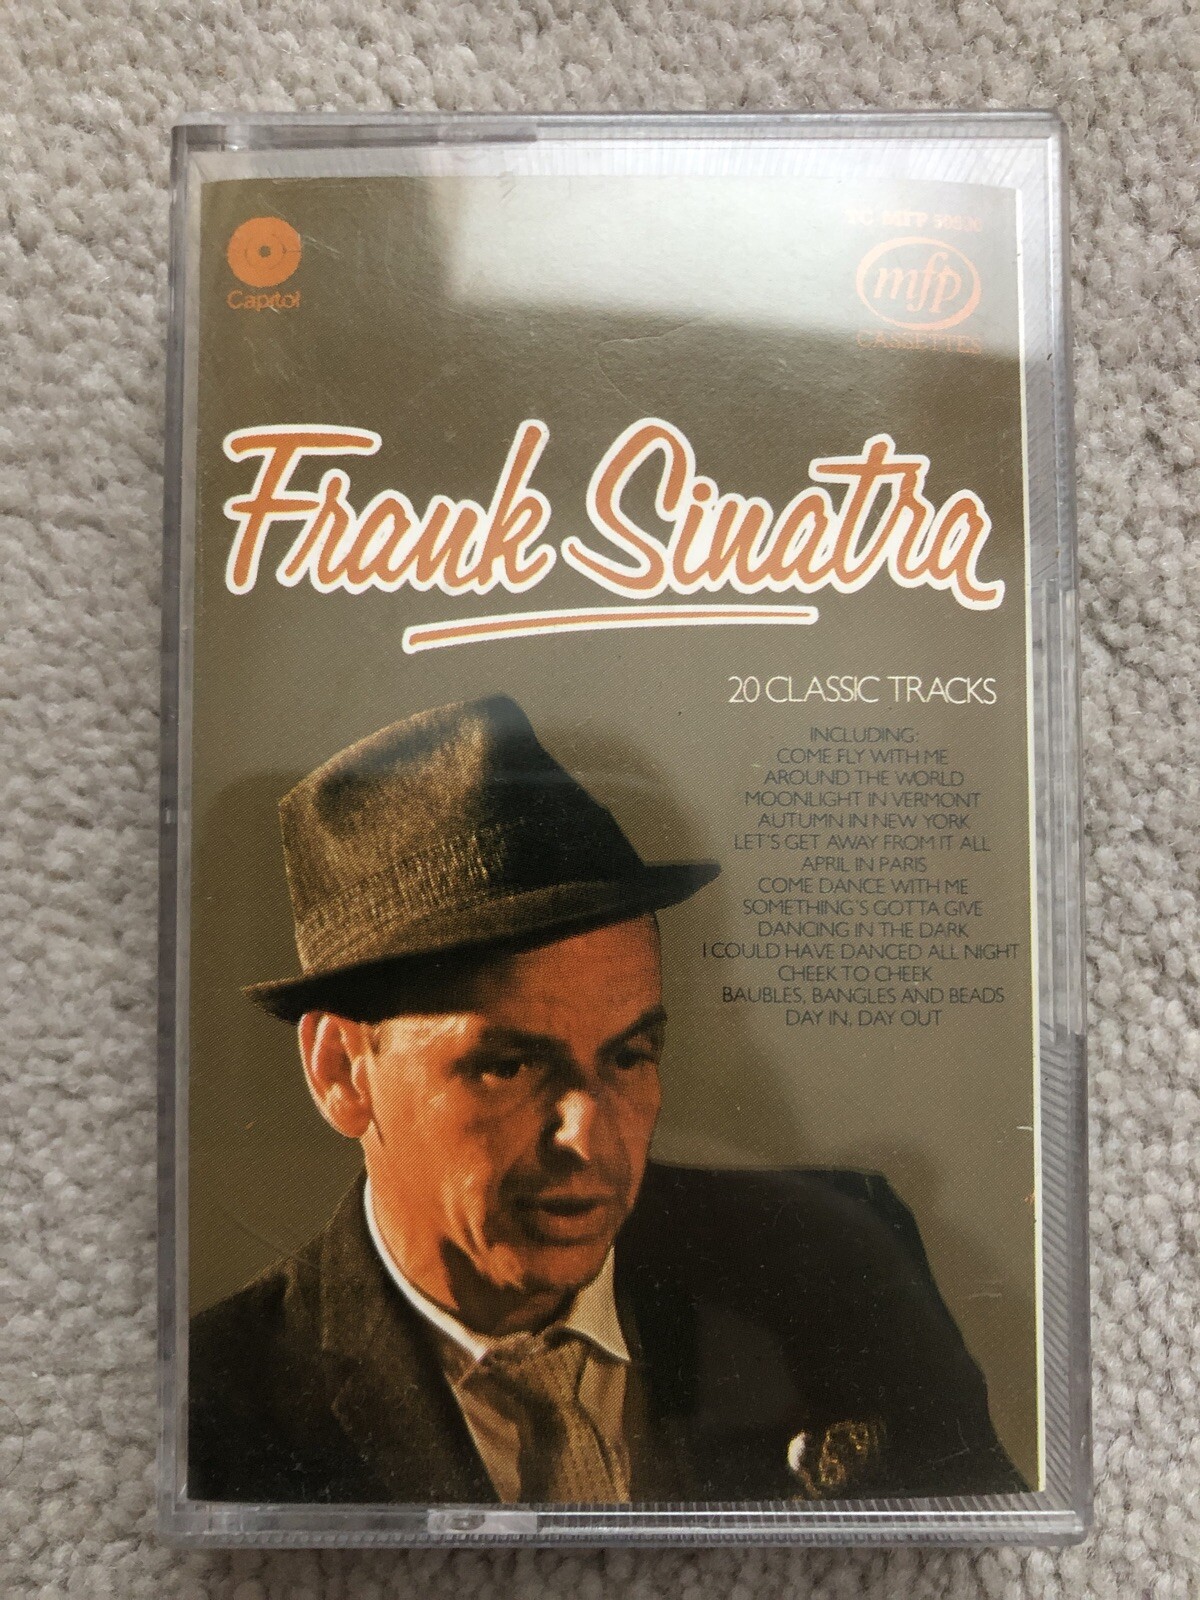 Capitol
TC MFP
mfp
CASSETTES
Frank Sinatra
20 CLASSIC TRACKS
INCLUDING:
COME FLY WITH ME
AROUND THE WORLD
MOONLIGHT IN VERMONT
AUTUMN IN NEW YORK
LET'S GET AWAY FROM IT ALL
APRIL IN PARIS
COME DANCE WITH ME
SOMETHING'S GOTTA GIVE
DANCING IN THE DARK
I COULD HAVE DANCED ALL NIGHT
CHEEK TO CHEEK
BAUBLES, BANGLES AND BEADS
DAY IN, DAY OUT